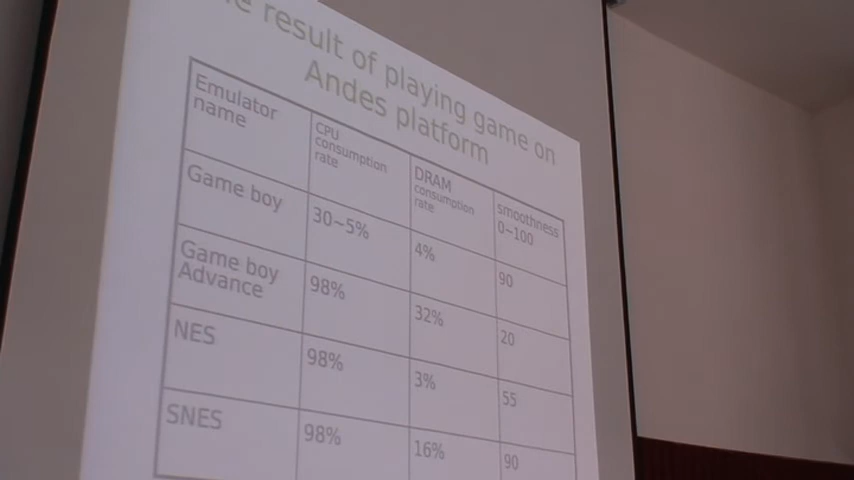 result of playing game on
Andes platform
Emulator name
CPU consumption rate
DRAM consumption rate
smoothness 0~100
Game boy
30~5%
4%
90
Game boy Advance
98%
32%
20
NES
98%
3%
55
SNES
98%
16%
90